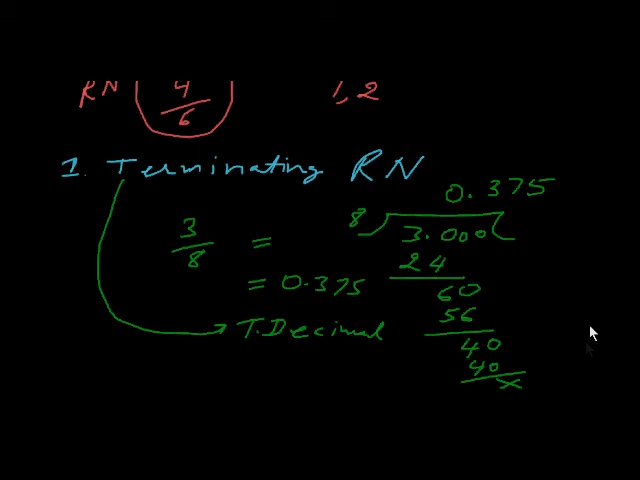 RN 4/6 1, 2
1. Terminating RN
0.375
3/8 = 8 3.000
24
= 0.375 60
56
T.Decimal
40
40
x